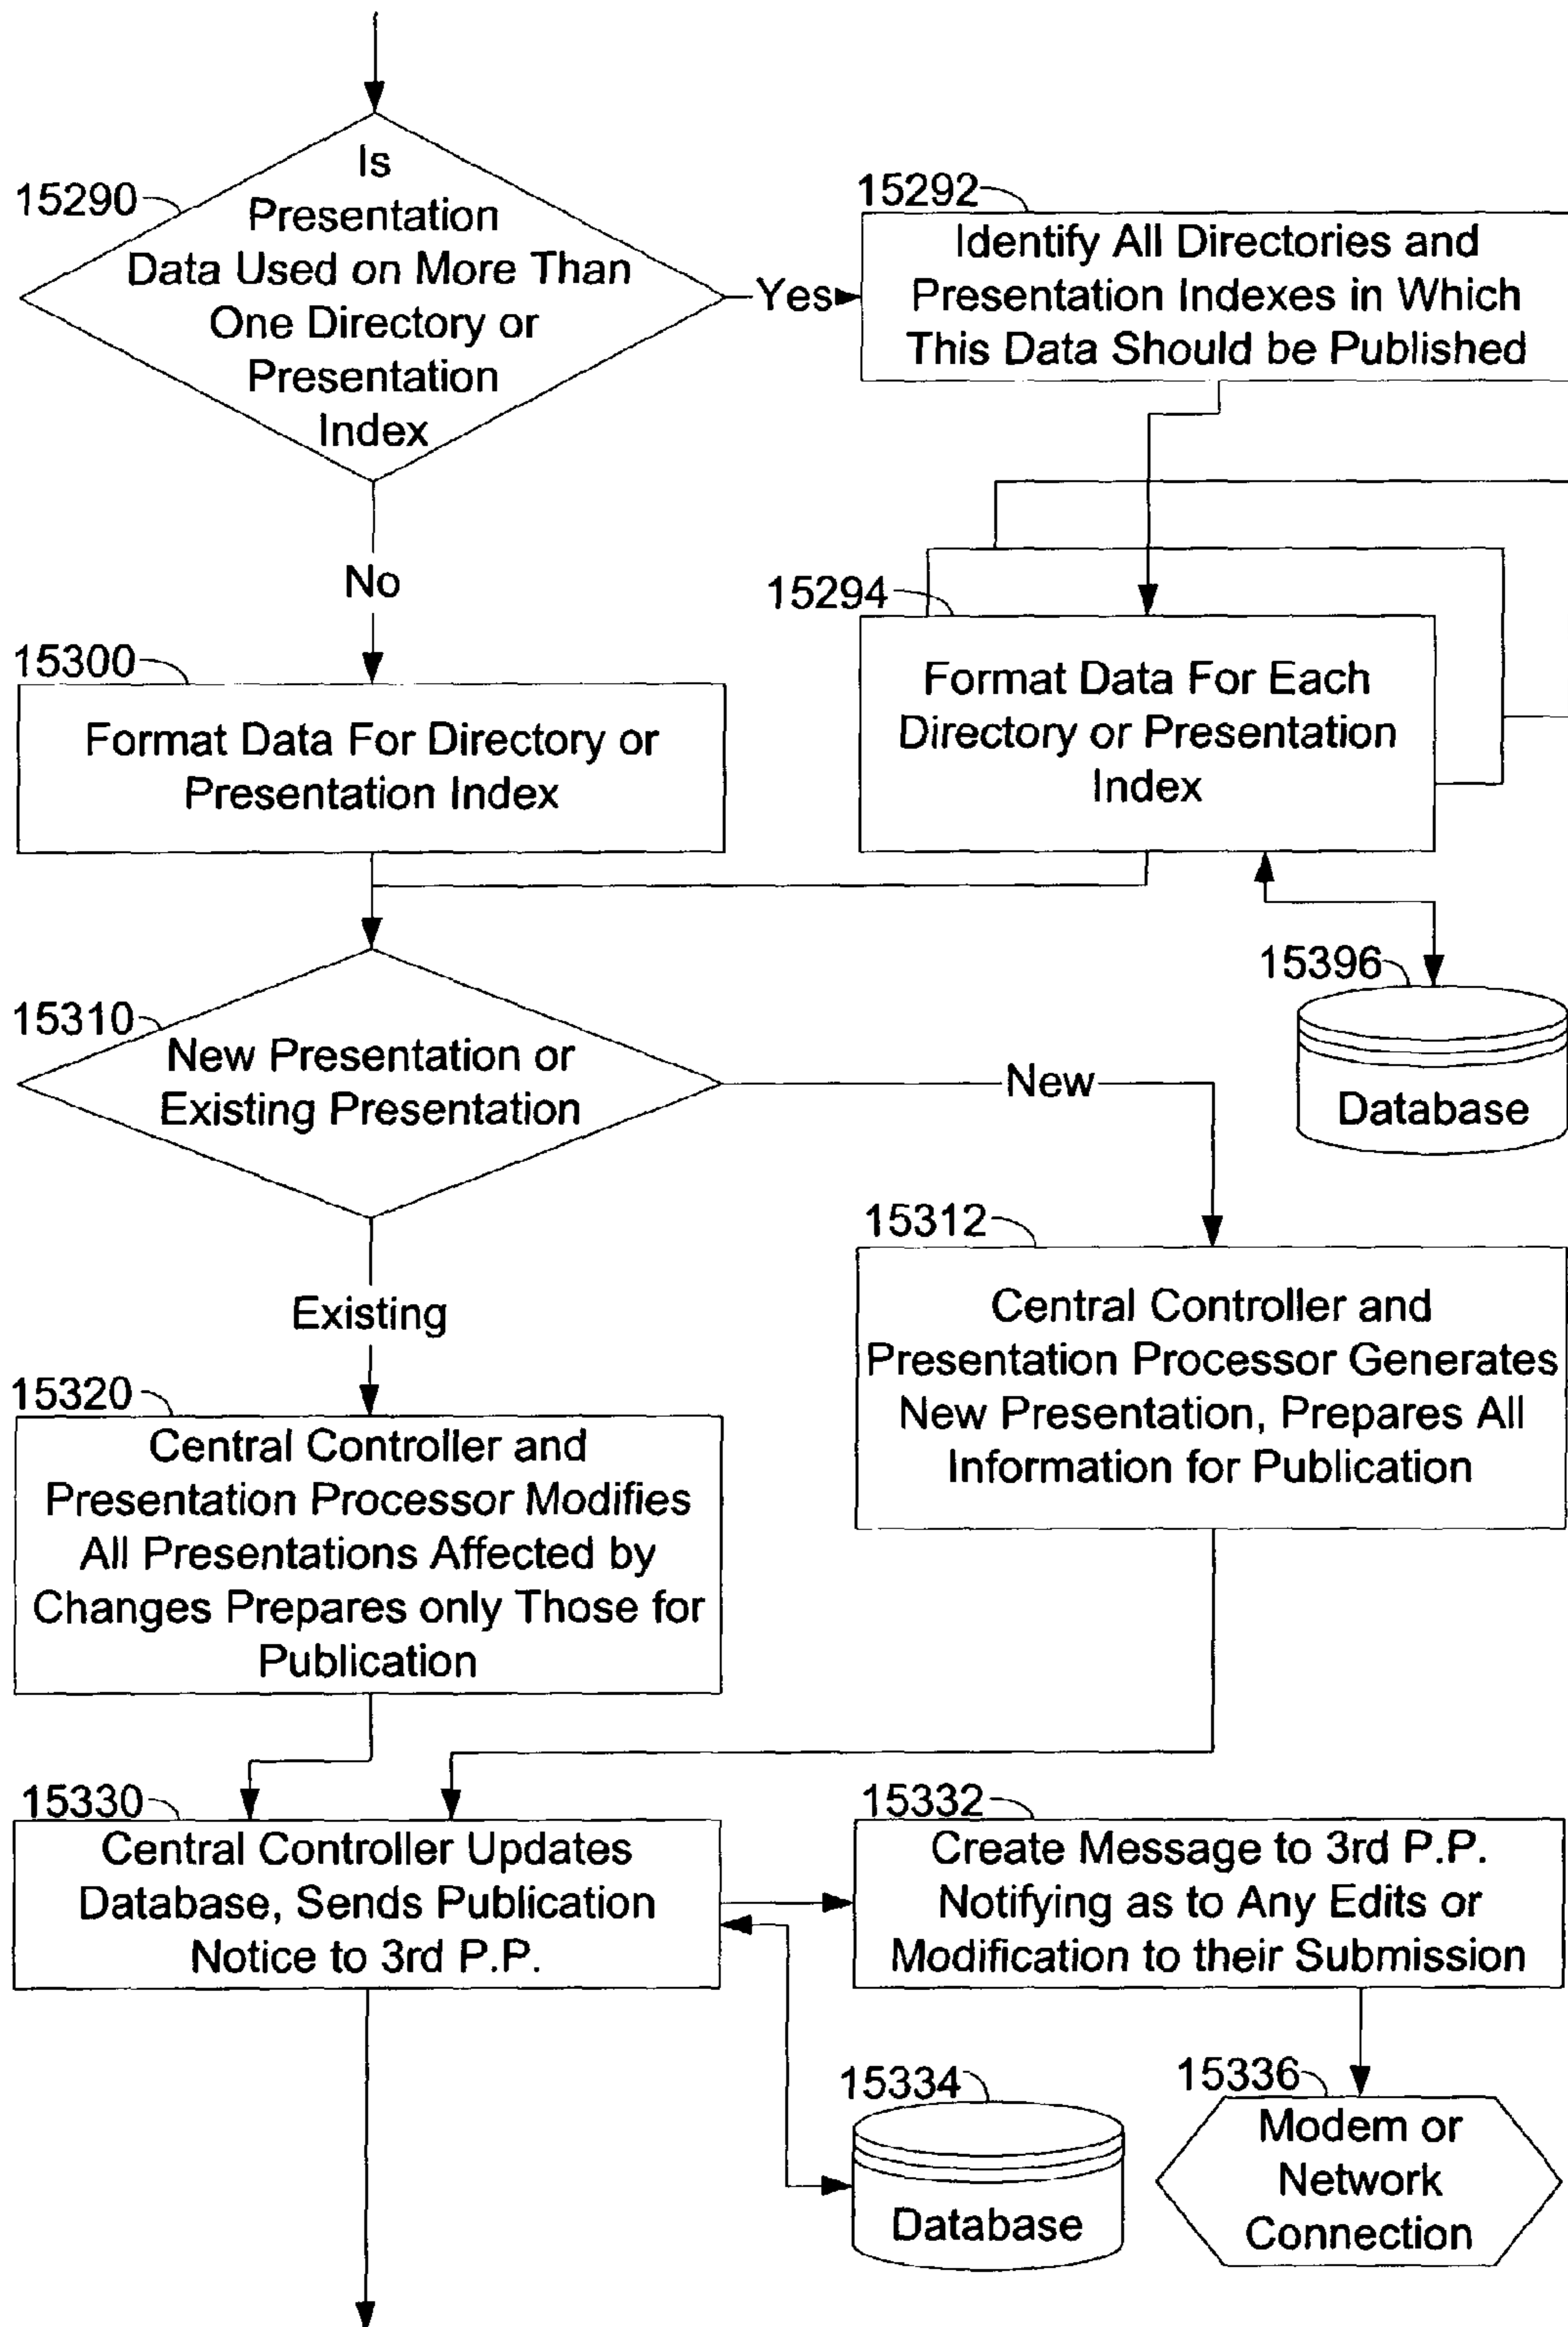 15290
Is
Presentation
Data Used on More Than
One Directory or
Presentation
Index
Yes
15292
Identify All Directories and
Presentation Indexes in Which
This Data Should be Published
No
15294
Format Data For Each
Directory or Presentation
Index
15300
Format Data For Directory or
Presentation Index
15396
Database
15310
New Presentation or
Existing Presentation
New
Existing
15312
Central Controller and
Presentation Processor Generates
New Presentation, Prepares All
Information for Publication
15320
Central Controller and
Presentation Processor Modifies
All Presentations Affected by
Changes Prepares only Those for
Publication
15330
Central Controller Updates
Database, Sends Publication
Notice to 3rd P.P.
15332
Create Message to 3rd P.P.
Notifying as to Any Edits or
Modification to their Submission
15334
Database
15336
Modem or
Network
Connection